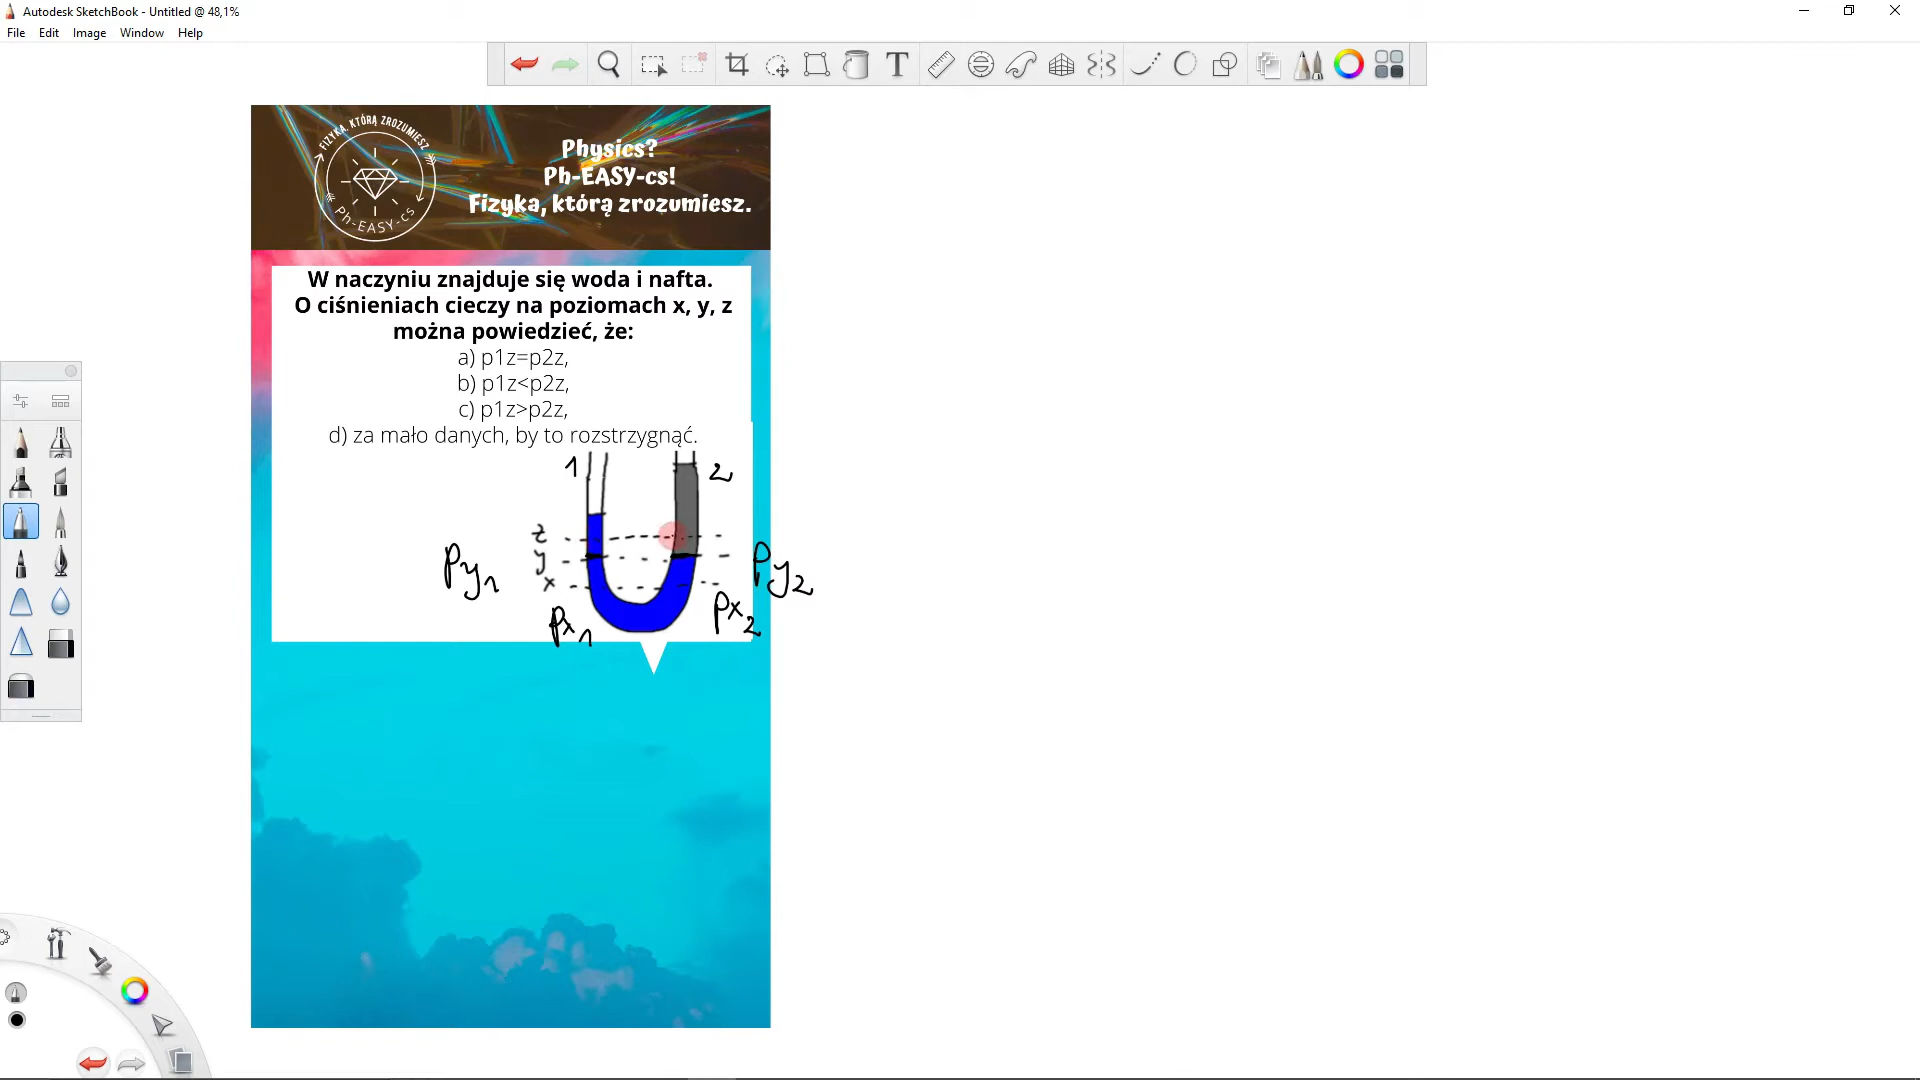 Autodesk SketchBook - Untitled @ 48,1%
File Edit Image Window Help
T
FIZYKA, KTÓRĄ ZROZUMIESZ
Ph-EASY-cs
Physics?
Ph-EASY-cs!
Fizyka, którą zrozumiesz.
W naczyniu znajduje się woda i nafta.
O ciśnieniach cieczy na poziomach x, y, z
można powiedzieć, że:
a) p1z=p2z,
b) p1z<p2z,
c) p1z>p2z,
d) za mało danych, by to rozstrzygnąć.
1 2
z
y
x
Py1 Py2
Px1 Px2